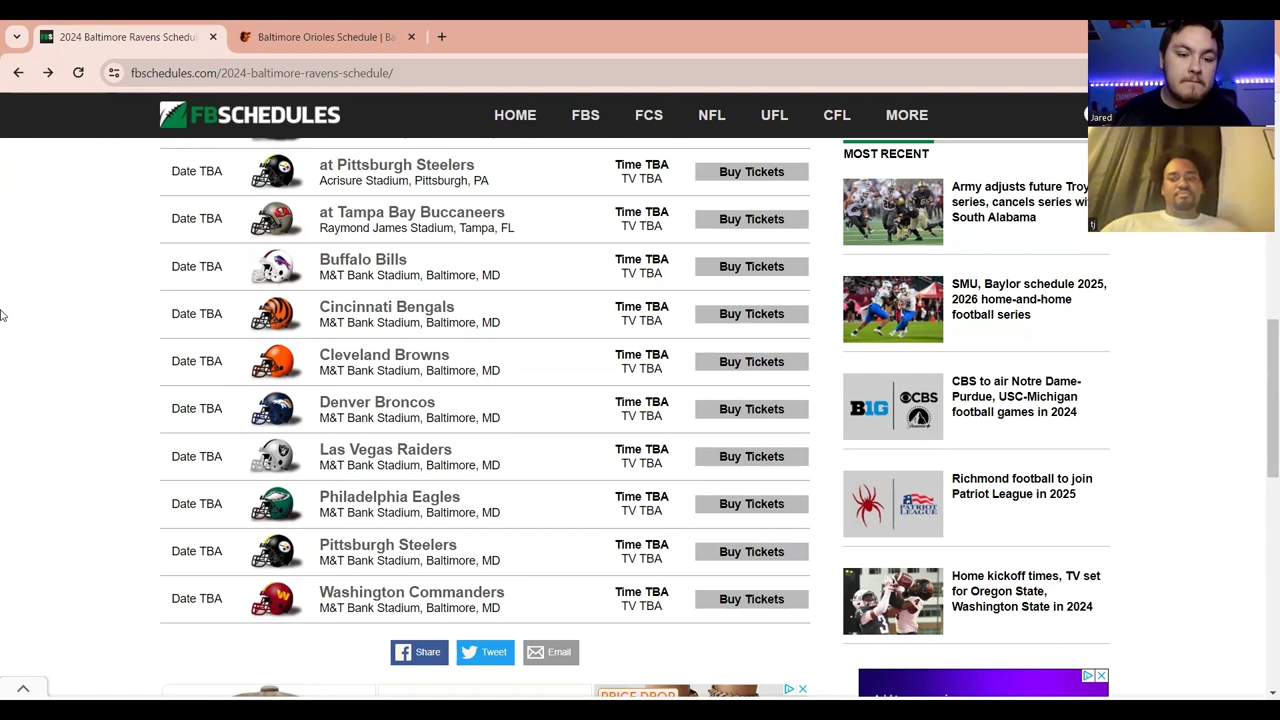 2024 Baltimore Ravens Schedul
Baltimore Orioles Schedule | Ba
fbschedules.com/2024-baltimore-ravens-schedule/
FBSCHEDULES
HOME FBS FCS NFL UFL CFL MORE
Jared
tj
Date TBA at Pittsburgh Steelers Time TBA Buy Tickets
Acrisure Stadium, Pittsburgh, PA TV TBA
Date TBA at Tampa Bay Buccaneers Time TBA Buy Tickets
Raymond James Stadium, Tampa, FL TV TBA
Date TBA Buffalo Bills Time TBA Buy Tickets
M&T Bank Stadium, Baltimore, MD TV TBA
Date TBA Cincinnati Bengals Time TBA Buy Tickets
M&T Bank Stadium, Baltimore, MD TV TBA
Date TBA Cleveland Browns Time TBA Buy Tickets
M&T Bank Stadium, Baltimore, MD TV TBA
Date TBA Denver Broncos Time TBA Buy Tickets
M&T Bank Stadium, Baltimore, MD TV TBA
Date TBA Las Vegas Raiders Time TBA Buy Tickets
M&T Bank Stadium, Baltimore, MD TV TBA
Date TBA Philadelphia Eagles Time TBA Buy Tickets
M&T Bank Stadium, Baltimore, MD TV TBA
Date TBA Pittsburgh Steelers Time TBA Buy Tickets
M&T Bank Stadium, Baltimore, MD TV TBA
Date TBA Washington Commanders Time TBA Buy Tickets
M&T Bank Stadium, Baltimore, MD TV TBA
Share Tweet Email
MOST RECENT
Army adjusts future Troy
series, cancels series wi
South Alabama
SMU, Baylor schedule 2025,
2026 home-and-home
football series
B1G CBS
CBS to air Notre Dame-
Purdue, USC-Michigan
football games in 2024
PATRIOT
LEAGUE
Richmond football to join
Patriot League in 2025
Home kickoff times, TV set
for Oregon State,
Washington State in 2024
PRICE DROP